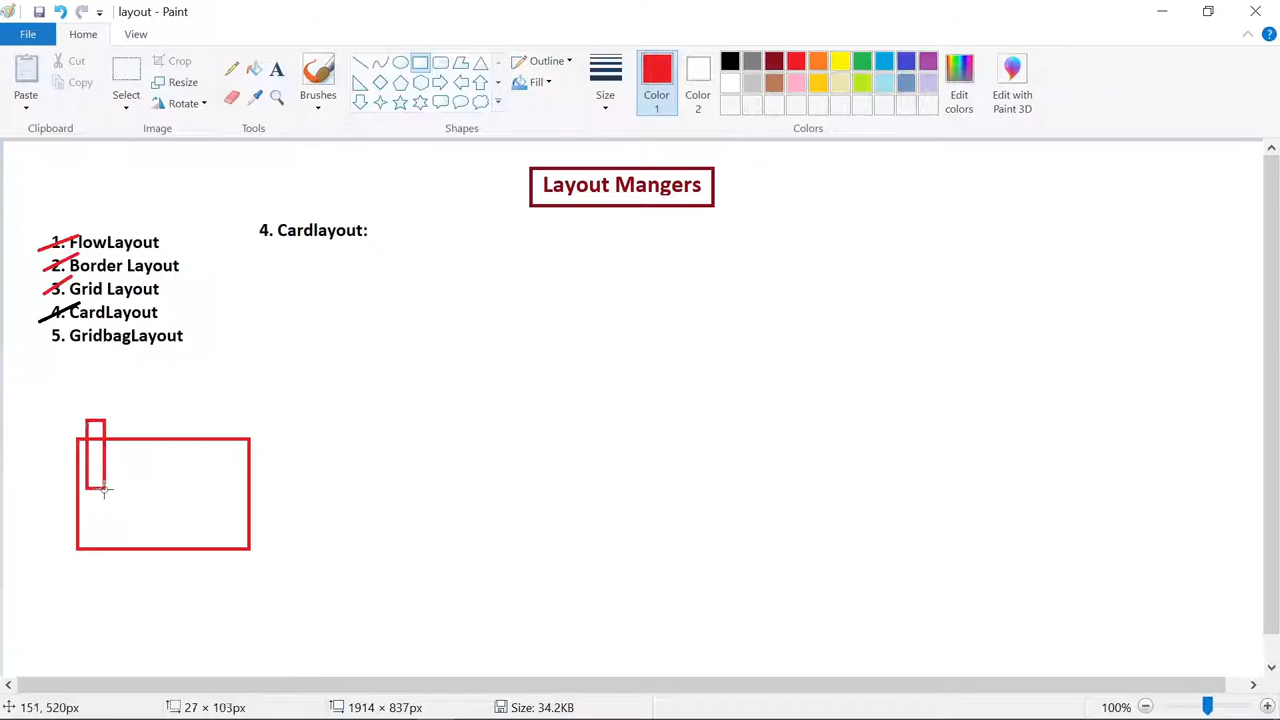 layout - Paint
File
Home
View
Paste
Cut
Copy
Clipboard
Select
Crop
Resize
Rotate
Image
A
Tools
Brushes
Shapes
Outline
Fill
Size
Color
1
Color
2
Edit
colors
Edit with
Paint 3D
Colors
Layout Mangers
1. FlowLayout
2. Border Layout
3. Grid Layout
4. CardLayout
5. GridbagLayout
4. Cardlayout:
151, 520px
27 × 103px
1914 × 837px
Size: 34.2KB
100%